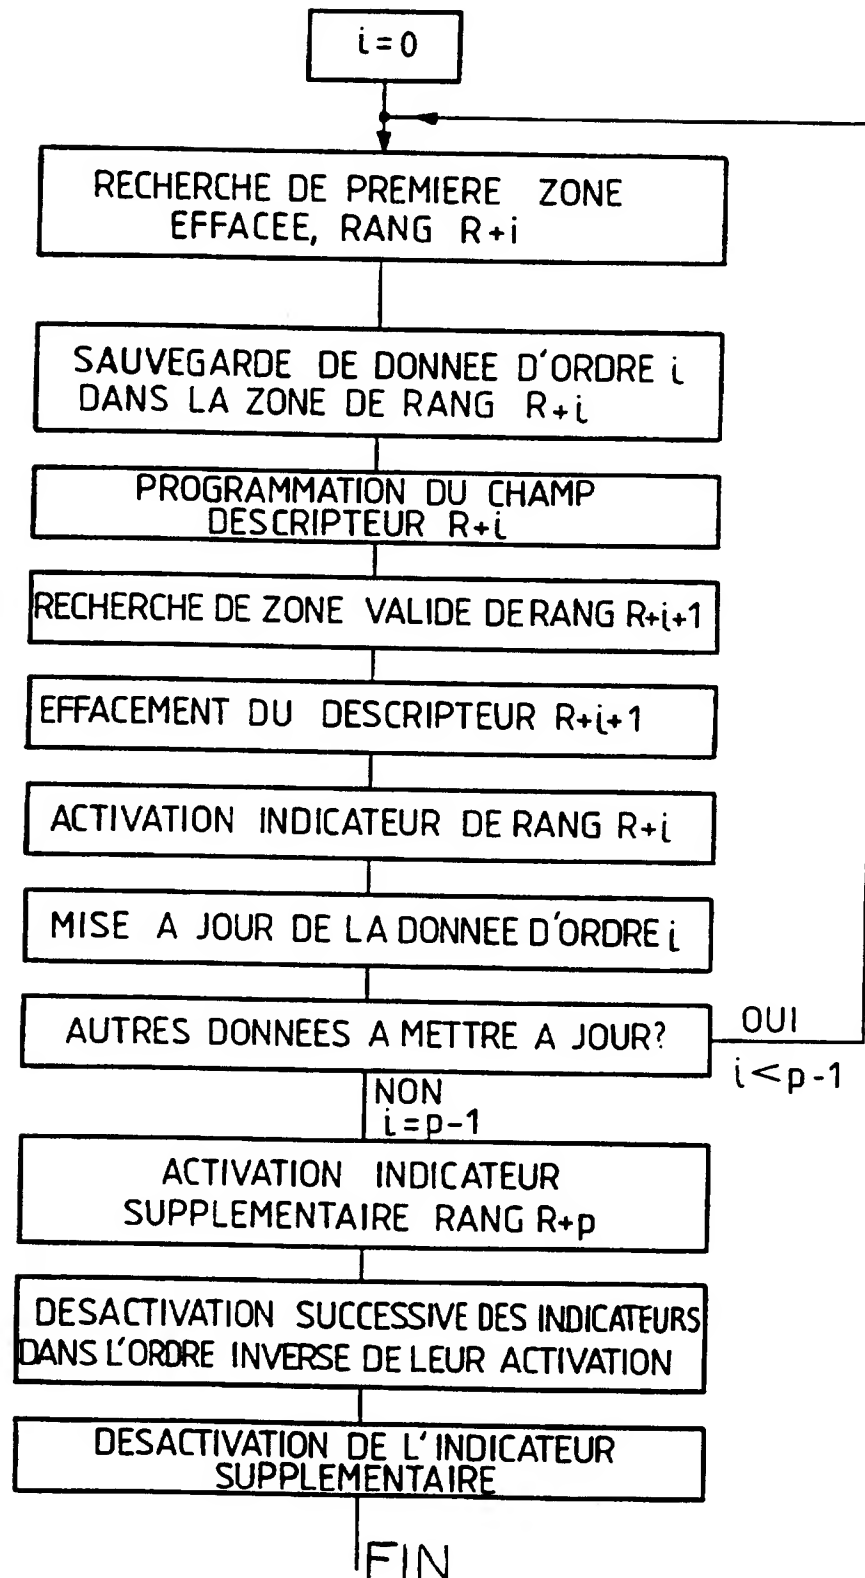 i=0
RECHERCHE DE PREMIERE ZONE
EFFACEE, RANG R+i
SAUVEGARDE DE DONNEE D'ORDRE i
DANS LA ZONE DE RANG R+i
PROGRAMMATION DU CHAMP
DESCRIPTEUR R+i
RECHERCHE DE ZONE VALIDE DE RANG R+i+1
EFFACEMENT DU DESCRIPTEUR R+i+1
ACTIVATION INDICATEUR DE RANG R+i
MISE A JOUR DE LA DONNEE D'ORDRE i
AUTRES DONNEES A METTRE A JOUR?
OUI
i<p-1
NON
i=p-1
ACTIVATION INDICATEUR
SUPPLEMENTAIRE RANG R+p
DESACTIVATION SUCCESSIVE DES INDICATEURS
DANS L'ORDRE INVERSE DE LEUR ACTIVATION
DESACTIVATION DE L'INDICATEUR
SUPPLEMENTAIRE
FIN